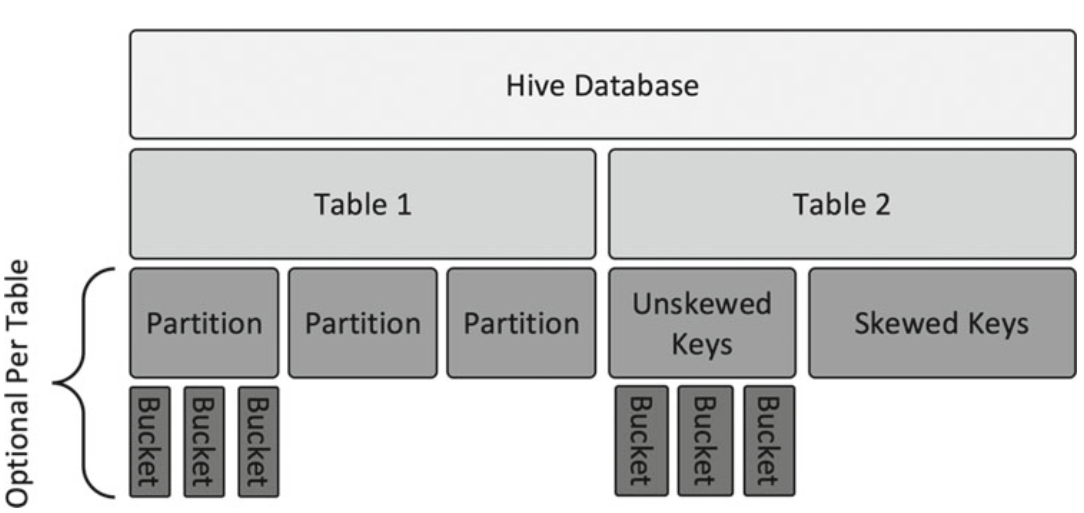 Hive Database
Table 1
Table 2
Optional Per Table
Partition
Partition
Partition
Unskewed
Keys
Skewed Keys
Bucket
Bucket
Bucket
Bucket
Bucket
Bucket